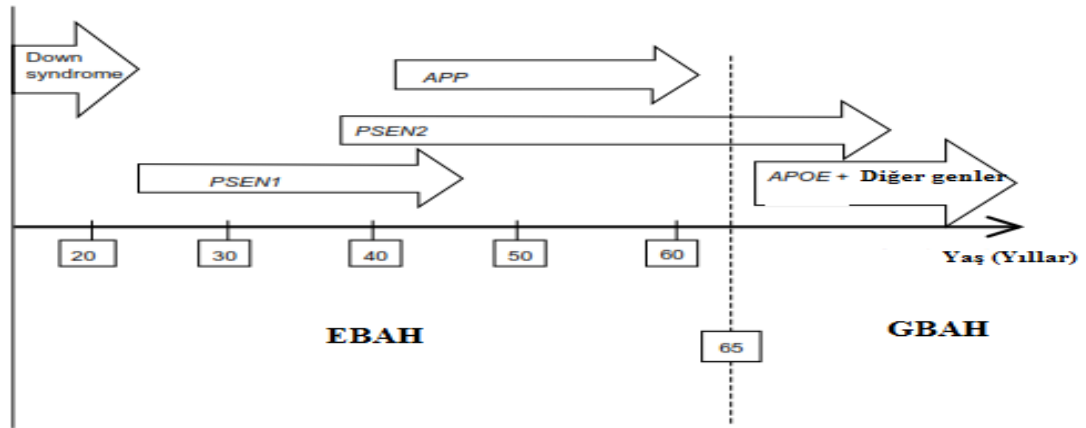 Down
syndrome
APP
PSEN2
PSEN1
APOE + Diğer genler
20
30
40
50
60
Yaş (Yıllar)
EBAH
65
GBAH